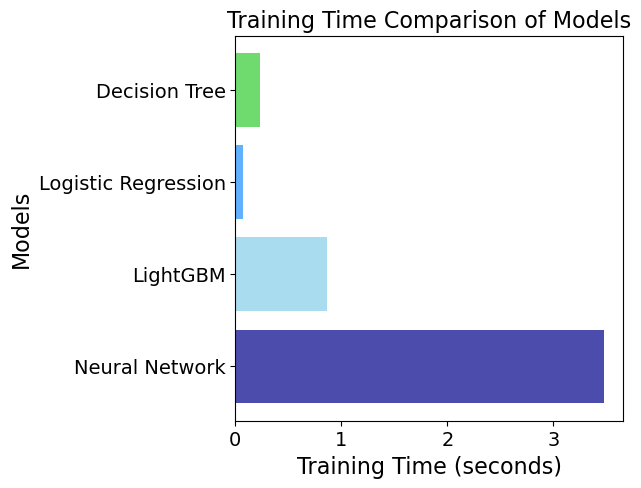 Training Time Comparison of Models
Decision Tree
Logistic Regression
LightGBM
Neural Network
Models
0 1 2 3
Training Time (seconds)